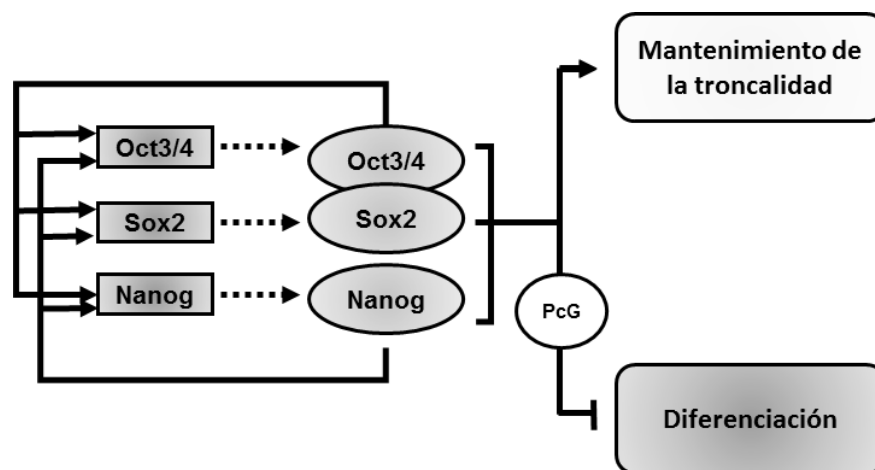 Mantenimiento de
la troncalidad
Oct3/4
Oct3/4
Sox2
Sox2
Nanog
Nanog
PcG
Diferenciación